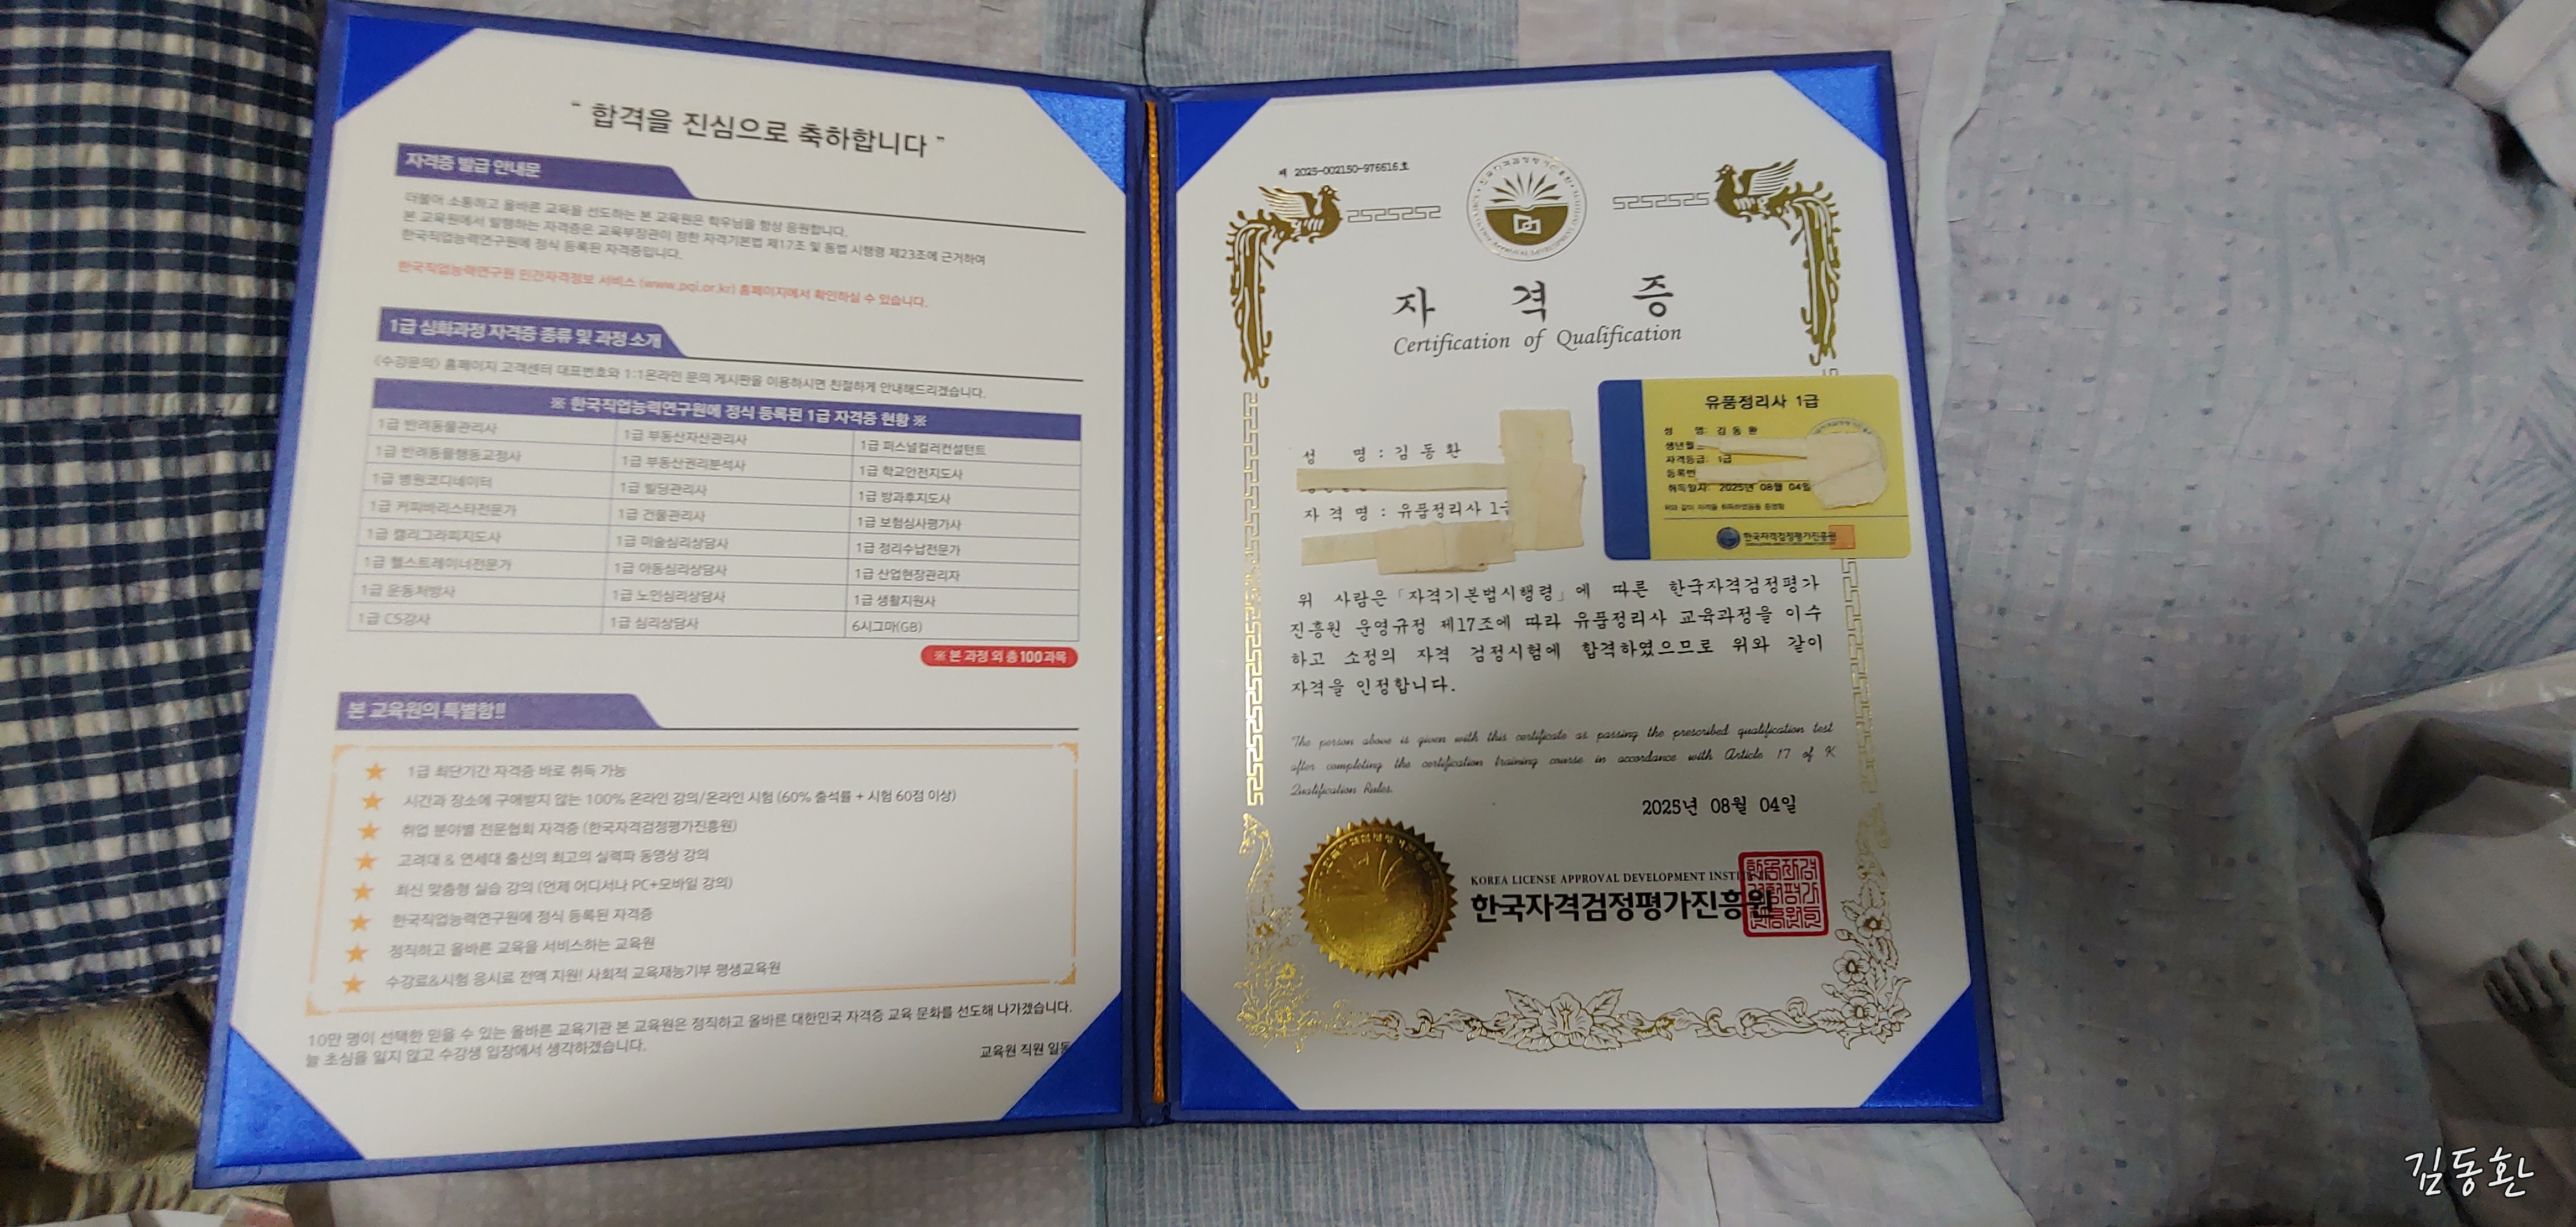 “ 합격을 진심으로 축하합니다 ”
자격증 발급 안내문
더불어 소통하고 올바른 교육을 선도하는 본 교육원은 학우님을 항상 응원합니다.
본 교육원에서 발행하는 자격증은 교육부장관이 정한 자격기본법 제17조 및 동법 시행령 제23조에 근거하여
한국직업능력연구원에 정식 등록된 자격증입니다.
한국직업능력연구원 민간자격정보 서비스 (www.pqi.or.kr) 홈페이지에서 확인하실 수 있습니다.
1급 심화과정 자격증 종류 및 과정 소개
《수강문의》 홈페이지 고객센터 대표번호와 1:1온라인 문의 게시판을 이용하시면 친절하게 안내해드리겠습니다.
※ 한국직업능력연구원에 정식 등록된 1급 자격증 현황 ※
1급 반려동물관리사 1급 부동산자산관리사 1급 퍼스널컬러컨설턴트
1급 반려동물행동교정사 1급 부동산권리분석사 1급 학교안전지도사
1급 병원코디네이터 1급 빌딩관리사 1급 방과후지도사
1급 커피바리스타전문가 1급 건물관리사 1급 보험심사평가사
1급 캘리그라피지도사 1급 미술심리상담사 1급 정리수납전문가
1급 헬스트레이너전문가 1급 아동심리상담사 1급 산업현장관리자
1급 운동처방사 1급 노인심리상담사 1급 생활지원사
1급 CS강사 1급 심리상담사 6시그마(GB)
※ 본 과정 외 총 100과목
본 교육원의 특별함!!
★ 1급 최단기간 자격증 바로 취득 가능
★ 시간과 장소에 구애받지 않는 100% 온라인 강의/온라인 시험 (60% 출석률 + 시험 60점 이상)
★ 취업 분야별 전문협회 자격증 (한국자격검정평가진흥원)
★ 고려대 & 연세대 출신의 최고의 실력파 동영상 강의
★ 최신 맞춤형 실습 강의 (언제 어디서나 PC+모바일 강의)
★ 한국직업능력연구원에 정식 등록된 자격증
★ 정직하고 올바른 교육을 서비스하는 교육원
★ 수강료&시험 응시료 전액 지원! 사회적 교육재능기부 평생교육원
10만 명이 선택한 믿을 수 있는 올바른 교육기관 본 교육원은 정직하고 올바른 대한민국 자격증 교육 문화를 선도해 나가겠습니다.
늘 초심을 잃지 않고 수강생 입장에서 생각하겠습니다.
교육원 직원 일동
제 2025-002150-976616호
자 격 증
Certification of Qualification
성 명 : 김 동 환
자 격 명 : 유품정리사 1급
유품정리사 1급
성 명: 김 동 환
생년월
자격등급: 1급
등록번
취득일자: 2025년 08월 04일
위와 같이 자격을 취득하였음을 증명함
한국자격검정평가진흥원
위 사람은「자격기본법시행령」에 따른 한국자격검정평가
진흥원 운영규정 제17조에 따라 유품정리사 교육과정을 이수
하고 소정의 자격 검정시험에 합격하였으므로 위와 같이
자격을 인정합니다.
The person above is given with this certificate as passing the prescribed qualification test
after completing the certification training course in accordance with Article 17 of K
Qualification Rules.
2025년 08월 04일
KOREA LICENSE APPROVAL DEVELOPMENT INSTI
한국자격검정평가진흥원
김동환